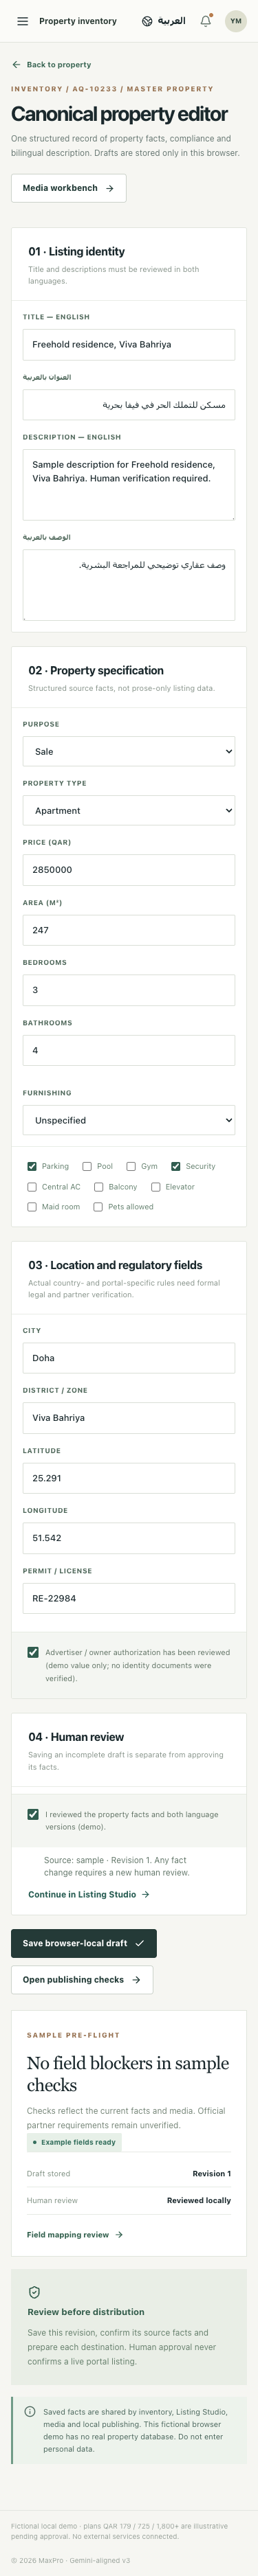 Property inventory
العربية
YM
Back to property
INVENTORY / AQ-10233 / MASTER PROPERTY
Canonical property editor
One structured record of property facts, compliance and
bilingual description. Drafts are stored only in this browser.
Media workbench
01 · Listing identity
Title and descriptions must be reviewed in both
languages.
TITLE — ENGLISH
Freehold residence, Viva Bahriya
العنوان بالعربية
مسكن للتملك الحر في فيفا بحرية
DESCRIPTION — ENGLISH
Sample description for Freehold residence,
Viva Bahriya. Human verification required.
الوصف بالعربية
وصف عقاري توضيحي للمراجعة البشرية.
02 · Property specification
Structured source facts, not prose-only listing data.
PURPOSE
Sale
PROPERTY TYPE
Apartment
PRICE (QAR)
2850000
AREA (M²)
247
BEDROOMS
3
BATHROOMS
4
FURNISHING
Unspecified
Parking Pool Gym Security
Central AC Balcony Elevator
Maid room Pets allowed
03 · Location and regulatory fields
Actual country- and portal-specific rules need formal
legal and partner verification.
CITY
Doha
DISTRICT / ZONE
Viva Bahriya
LATITUDE
25.291
LONGITUDE
51.542
PERMIT / LICENSE
RE-22984
Advertiser / owner authorization has been reviewed
(demo value only; no identity documents were
verified).
04 · Human review
Saving an incomplete draft is separate from approving
its facts.
I reviewed the property facts and both language
versions (demo).
Source: sample · Revision 1. Any fact
change requires a new human review.
Continue in Listing Studio
Save browser-local draft
Open publishing checks
SAMPLE PRE-FLIGHT
No field blockers in sample
checks
Checks reflect the current facts and media. Official
partner requirements remain unverified.
Example fields ready
Draft stored Revision 1
Human review Reviewed locally
Field mapping review
Review before distribution
Save this revision, confirm its source facts and
prepare each destination. Human approval never
confirms a live portal listing.
Saved facts are shared by inventory, Listing Studio,
media and local publishing. This fictional browser
demo has no real property database. Do not enter
personal data.
Fictional local demo · plans QAR 179 / 725 / 1,800+ are illustrative
pending approval. No external services connected.
© 2026 MaxPro · Gemini-aligned v3